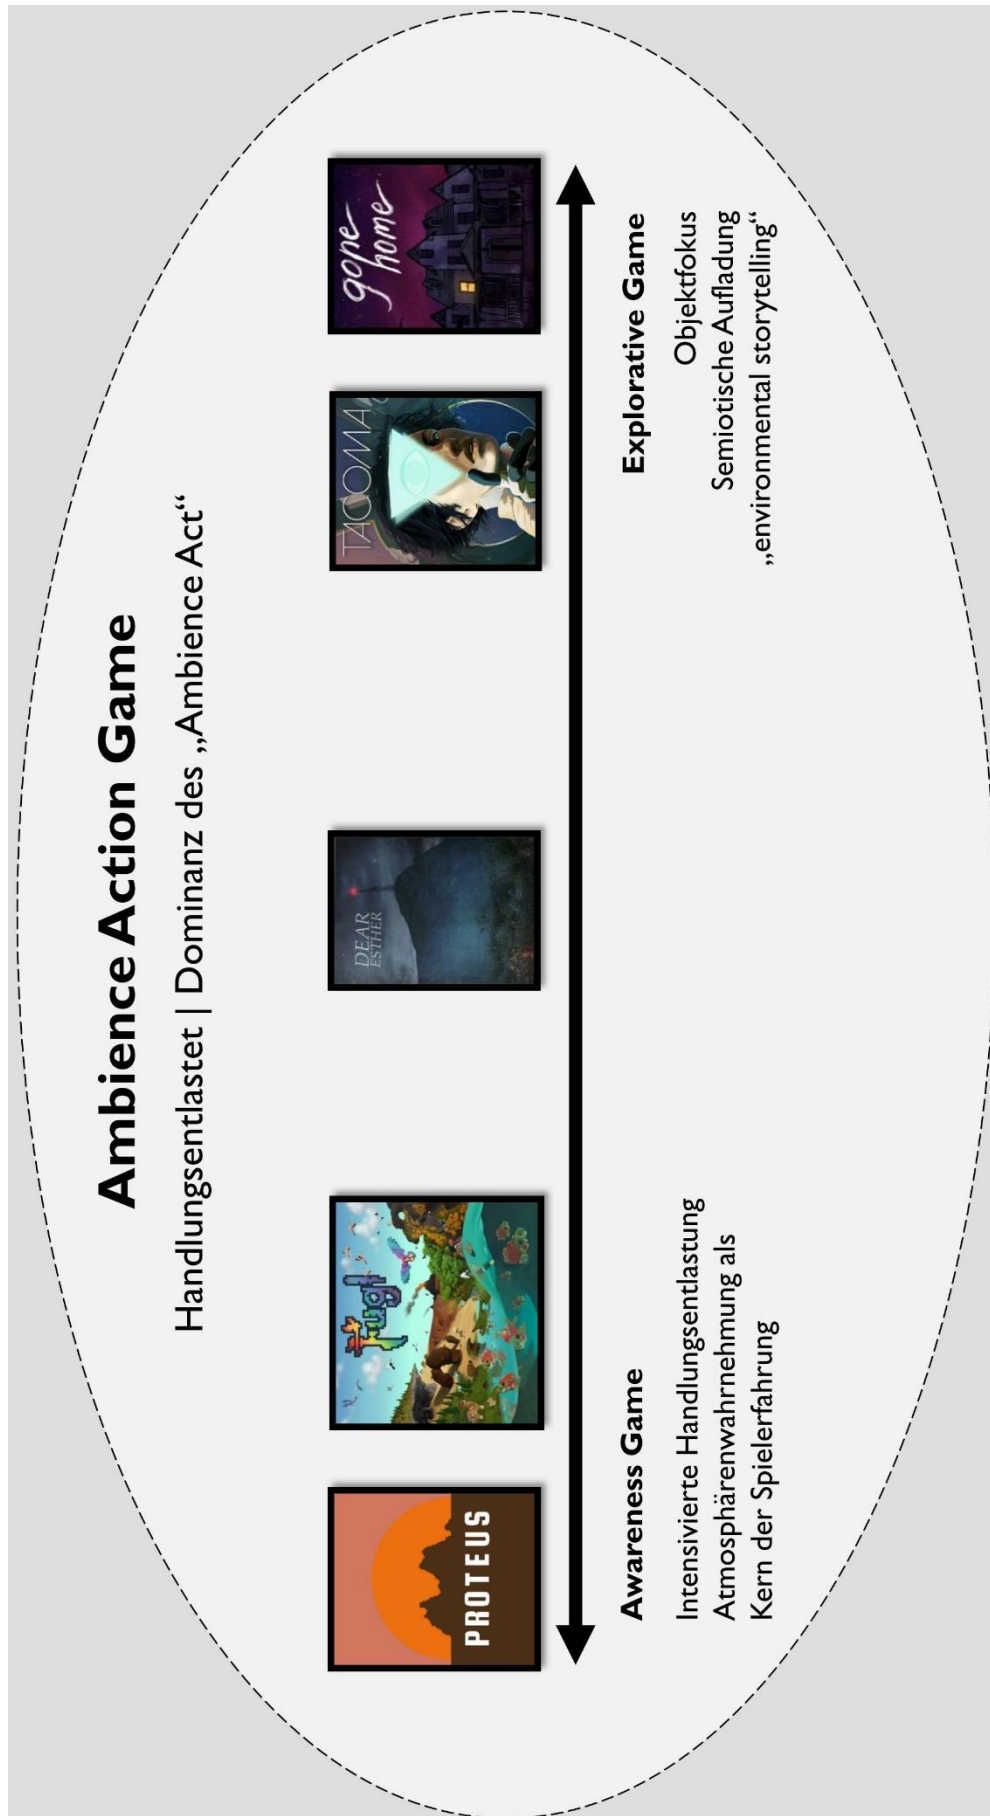 Ambience Action Game
Handlungsentlastet | Dominanz des „Ambience Act“
PROTEUS
fugl
DEAR
ESTHER
TACOMA
gone
home
Awareness Game
Intensivierte Handlungsentlastung
Atmosphärenwahrnehmung als
Kern der Spielerfahrung
Explorative Game
Objektfokus
Semiotische Aufladung
„environmental storytelling“